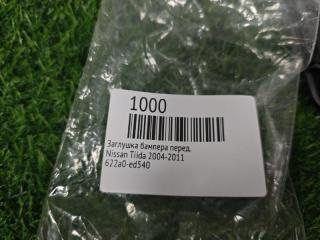 1000
Заглушка бампера перед.
Nissan Tiida 2004-2011
622a0-ed540